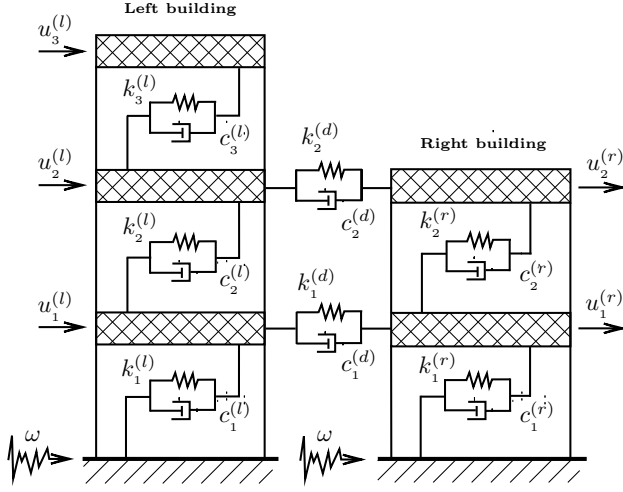 Left building
u_3^{(l)}
k_3^{(l)}
c_3^{(l)}
k_2^{(d)}
Right building
u_2^{(l)}
u_2^{(r)}
k_2^{(l)}
c_2^{(d)}
k_2^{(r)}
c_2^{(l)}
c_2^{(r)}
k_1^{(d)}
u_1^{(l)}
u_1^{(r)}
k_1^{(l)}
c_1^{(d)}
k_1^{(r)}
c_1^{(l)}
c_1^{(r)}
ω
ω